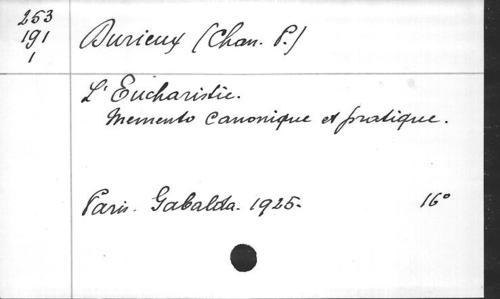 253
191
1
Durieux (Chan. P.)
L'Eucharistie.
Memento canonique et pratique.
Paris. Gabalda. 1925. 16°